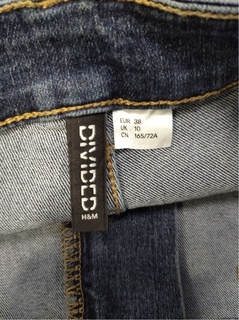 DIVIDED
H&M
EUR 38
UK 10
CN 165/72A